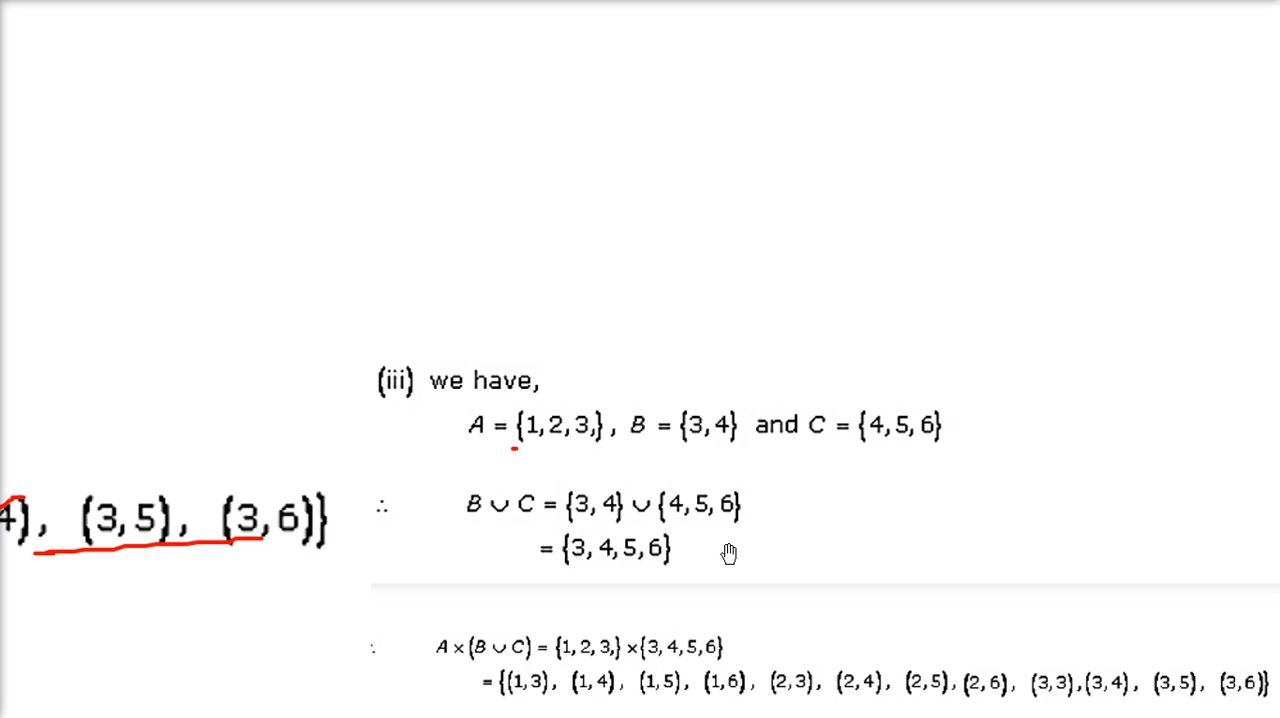 (iii) we have,
A = {1, 2, 3,}, B = {3, 4} and C = {4, 5, 6}
4), (3, 5), (3, 6)}
∴ B ∪ C = {3, 4} ∪ {4, 5, 6}
= {3, 4, 5, 6}
∴ A × (B ∪ C) = {1, 2, 3,} × {3, 4, 5, 6}
= {(1, 3), (1, 4), (1, 5), (1, 6), (2, 3), (2, 4), (2, 5), (2, 6), (3, 3), (3, 4), (3, 5), (3, 6)}